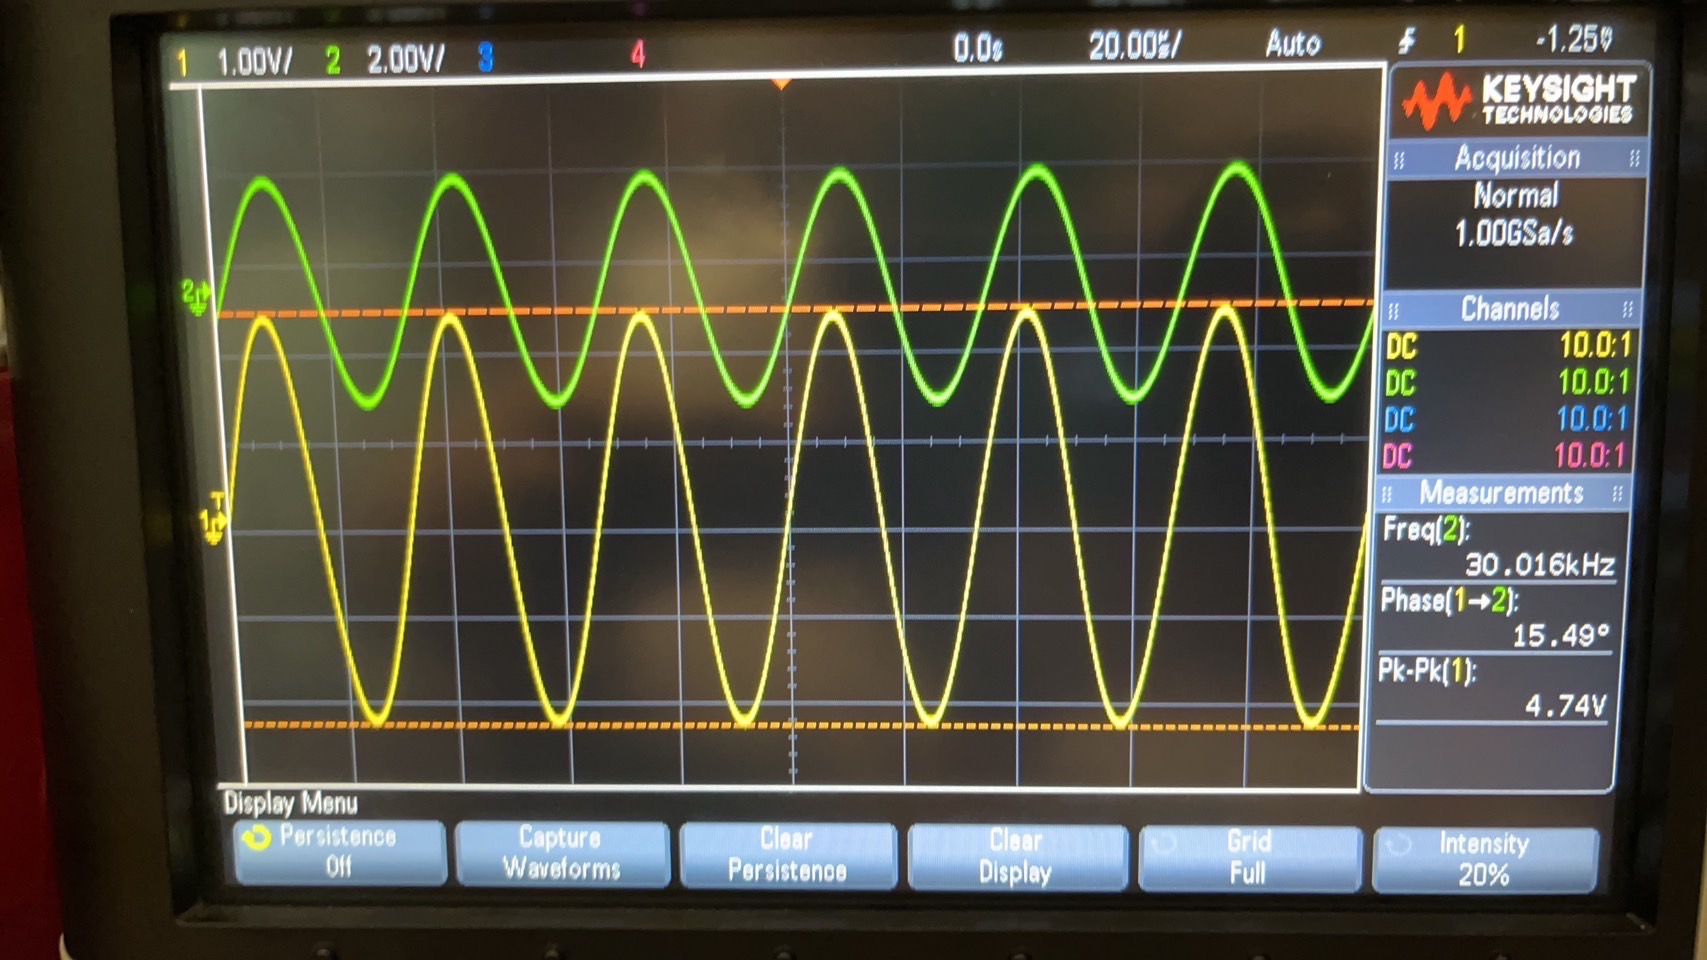 1 1.00V/ 2 2.00V/ 3 4 0.0s 20.00µs/ Auto 1 -1.25V
KEYSIGHT
TECHNOLOGIES
Acquisition
Normal
1.00GSa/s
Channels
DC 10.0:1
DC 10.0:1
DC 10.0:1
DC 10.0:1
Measurements
Freq(2):
30.016kHz
Phase(1→2):
15.49°
Pk-Pk(1):
4.74V
2
T
1
Display Menu
Persistence
Off
Capture
Waveforms
Clear
Persistence
Clear
Display
Grid
Full
Intensity
20%